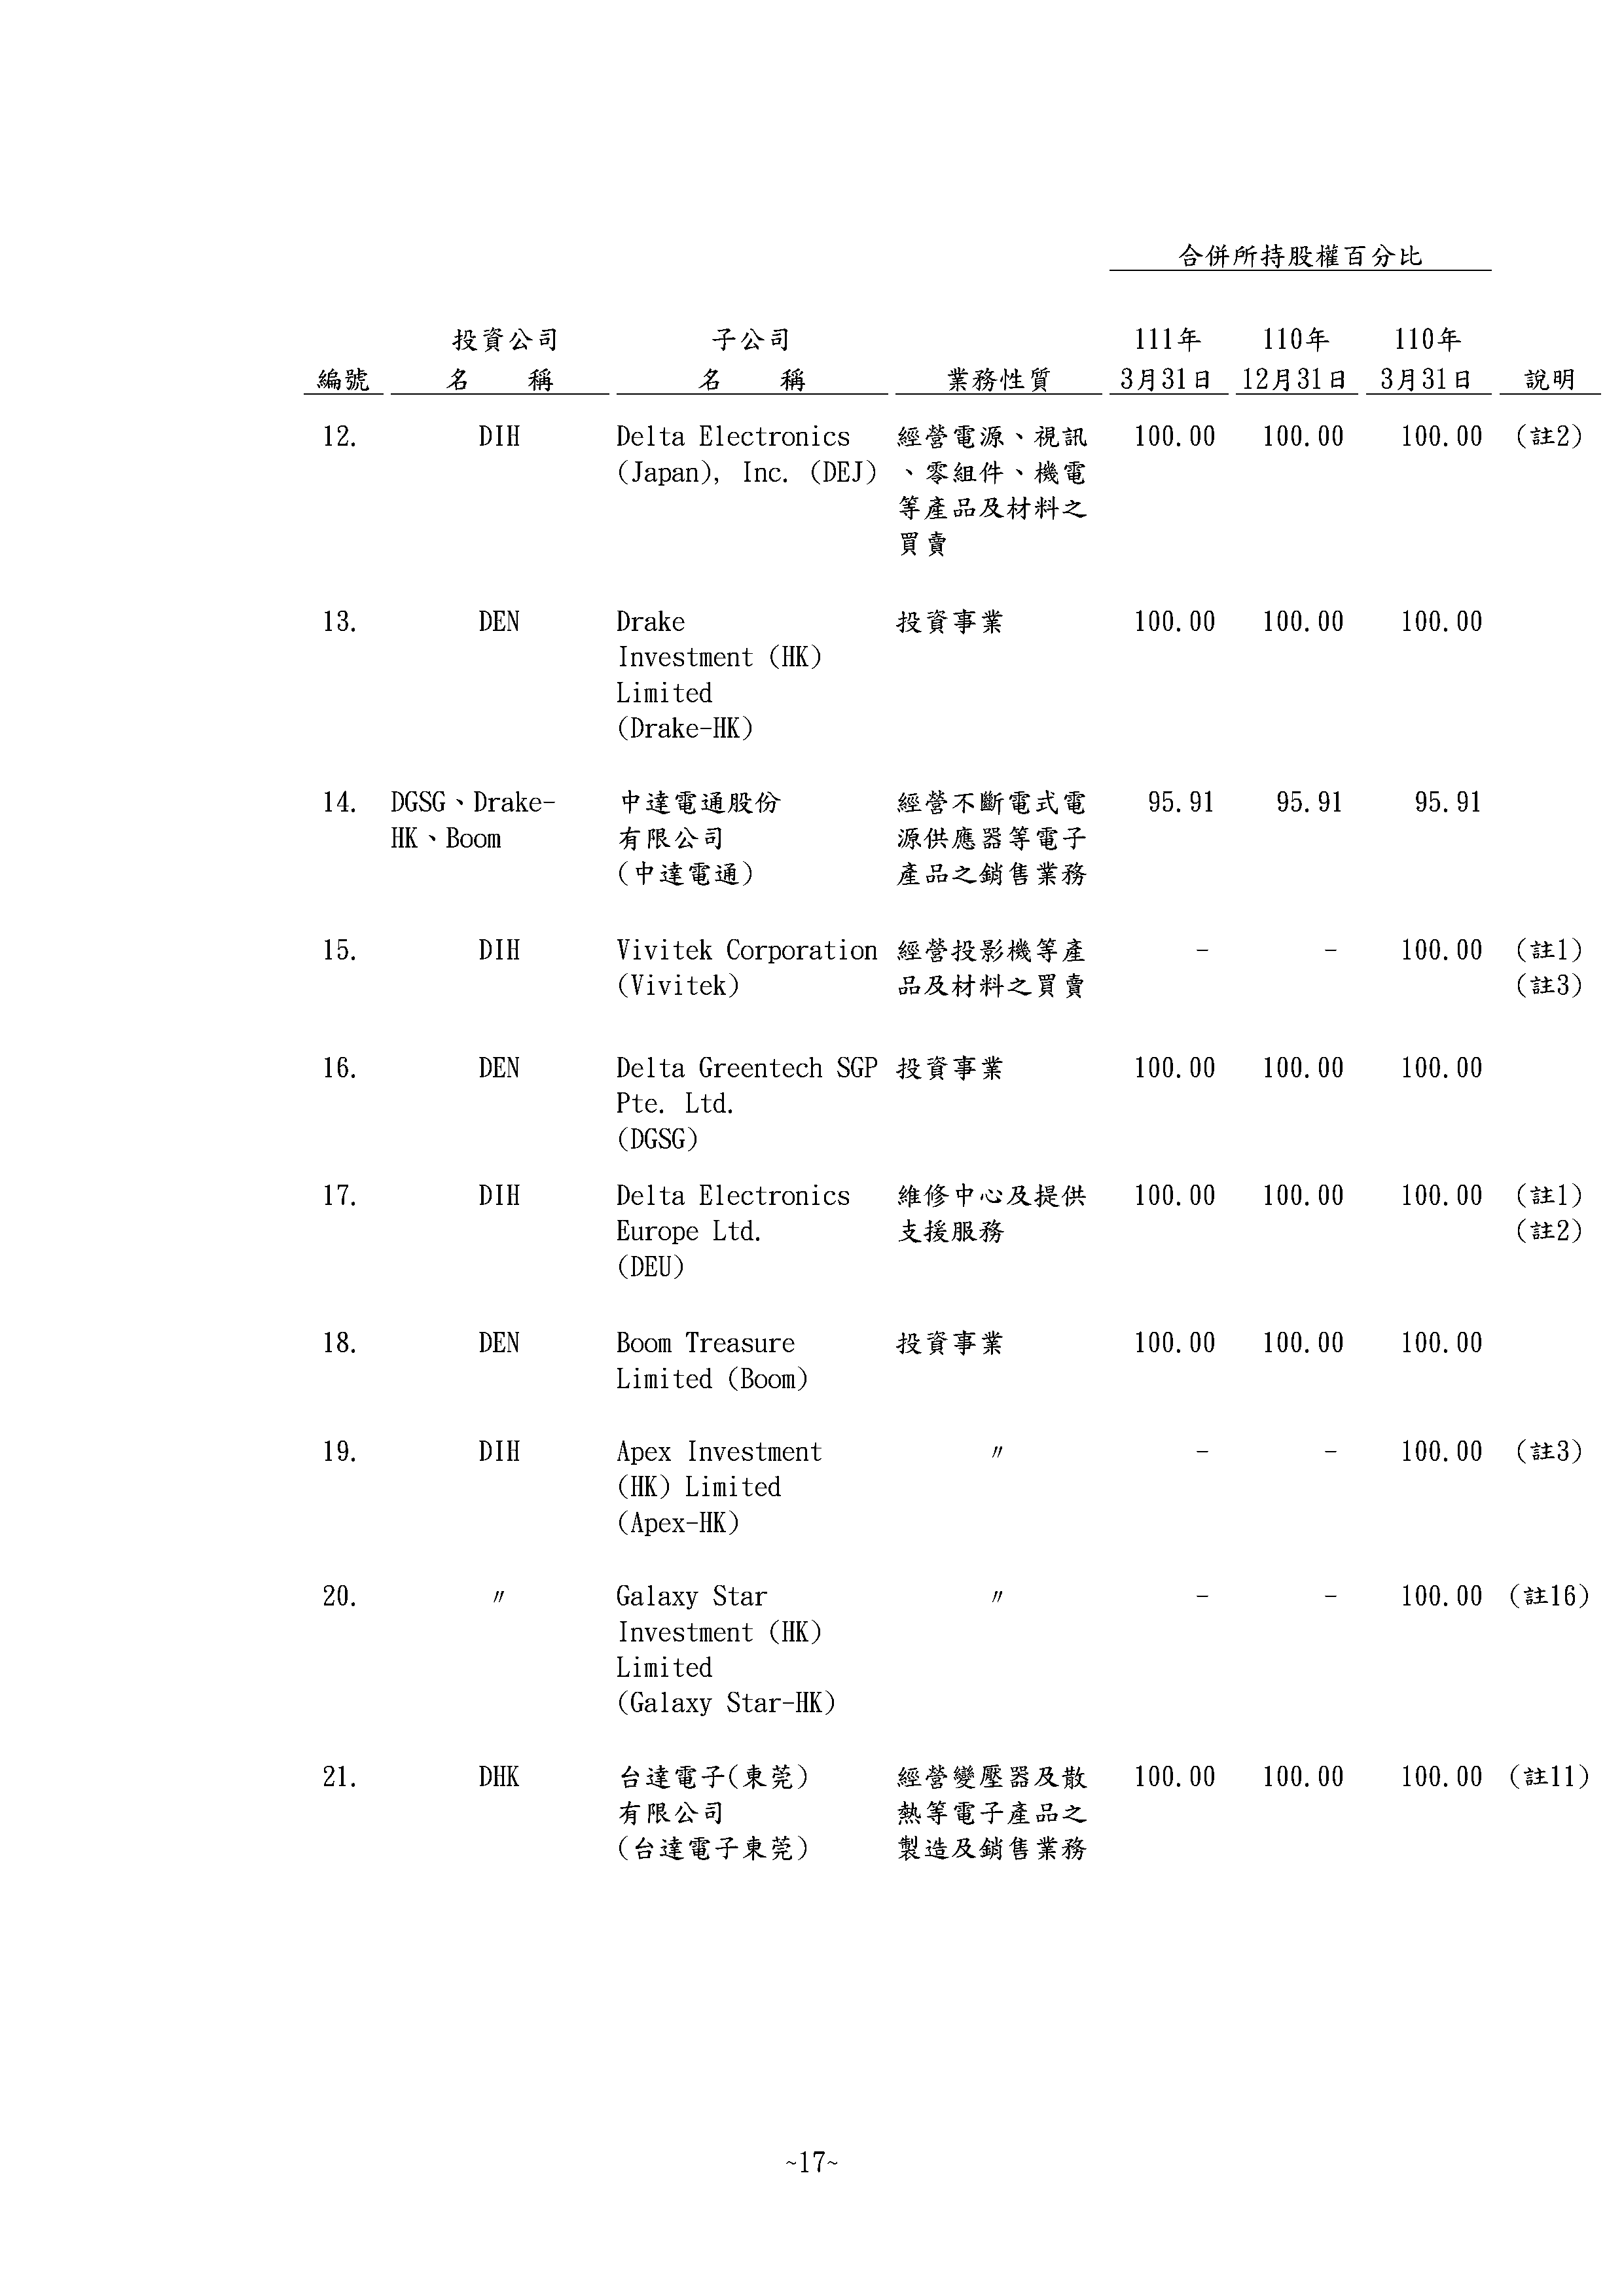 合併所持股權百分比
投資公司 子公司 111年 110年 110年
編號 名 稱 名 稱 業務性質 3月31日 12月31日 3月31日 說明
12. DIH Delta Electronics 經營電源、視訊 100.00 100.00 100.00 (註2)
(Japan), Inc. (DEJ) 、零組件、機電
等產品及材料之
買賣
13. DEN Drake 投資事業 100.00 100.00 100.00
Investment (HK)
Limited
(Drake-HK)
14. DGSG、Drake- 中達電通股份 經營不斷電式電 95.91 95.91 95.91
HK、Boom 有限公司 源供應器等電子
(中達電通) 產品之銷售業務
15. DIH Vivitek Corporation 經營投影機等產 - - 100.00 (註1)
(Vivitek) 品及材料之買賣 (註3)
16. DEN Delta Greentech SGP 投資事業 100.00 100.00 100.00
Pte. Ltd.
(DGSG)
17. DIH Delta Electronics 維修中心及提供 100.00 100.00 100.00 (註1)
Europe Ltd. 支援服務 (註2)
(DEU)
18. DEN Boom Treasure 投資事業 100.00 100.00 100.00
Limited (Boom)
19. DIH Apex Investment 〃 - - 100.00 (註3)
(HK) Limited
(Apex-HK)
20. 〃 Galaxy Star 〃 - - 100.00 (註16)
Investment (HK)
Limited
(Galaxy Star-HK)
21. DHK 台達電子(東莞) 經營變壓器及散 100.00 100.00 100.00 (註11)
有限公司 熱等電子產品之
(台達電子東莞) 製造及銷售業務
~17~